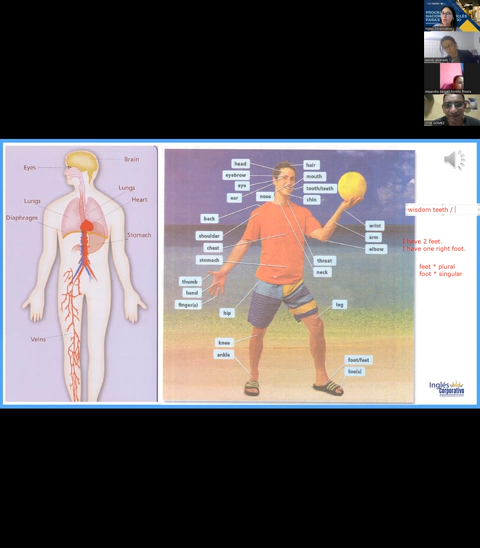 Brain
Eyes
Lungs
Heart
Lungs
Diaphragms
Stomach
Veins
head
hair
eyebrow
mouth
eye
tooth/teeth
ear
nose
chin
back
wrist
shoulder
arm
chest
elbow
stomach
throat
neck
thumb
hand
finger(s)
hip
leg
knee
ankle
foot/feet
toe(s)
wisdom teeth /
I have 2 feet.
I have one right foot.
feet * plural
foot * singular
Inglés
Corporativo